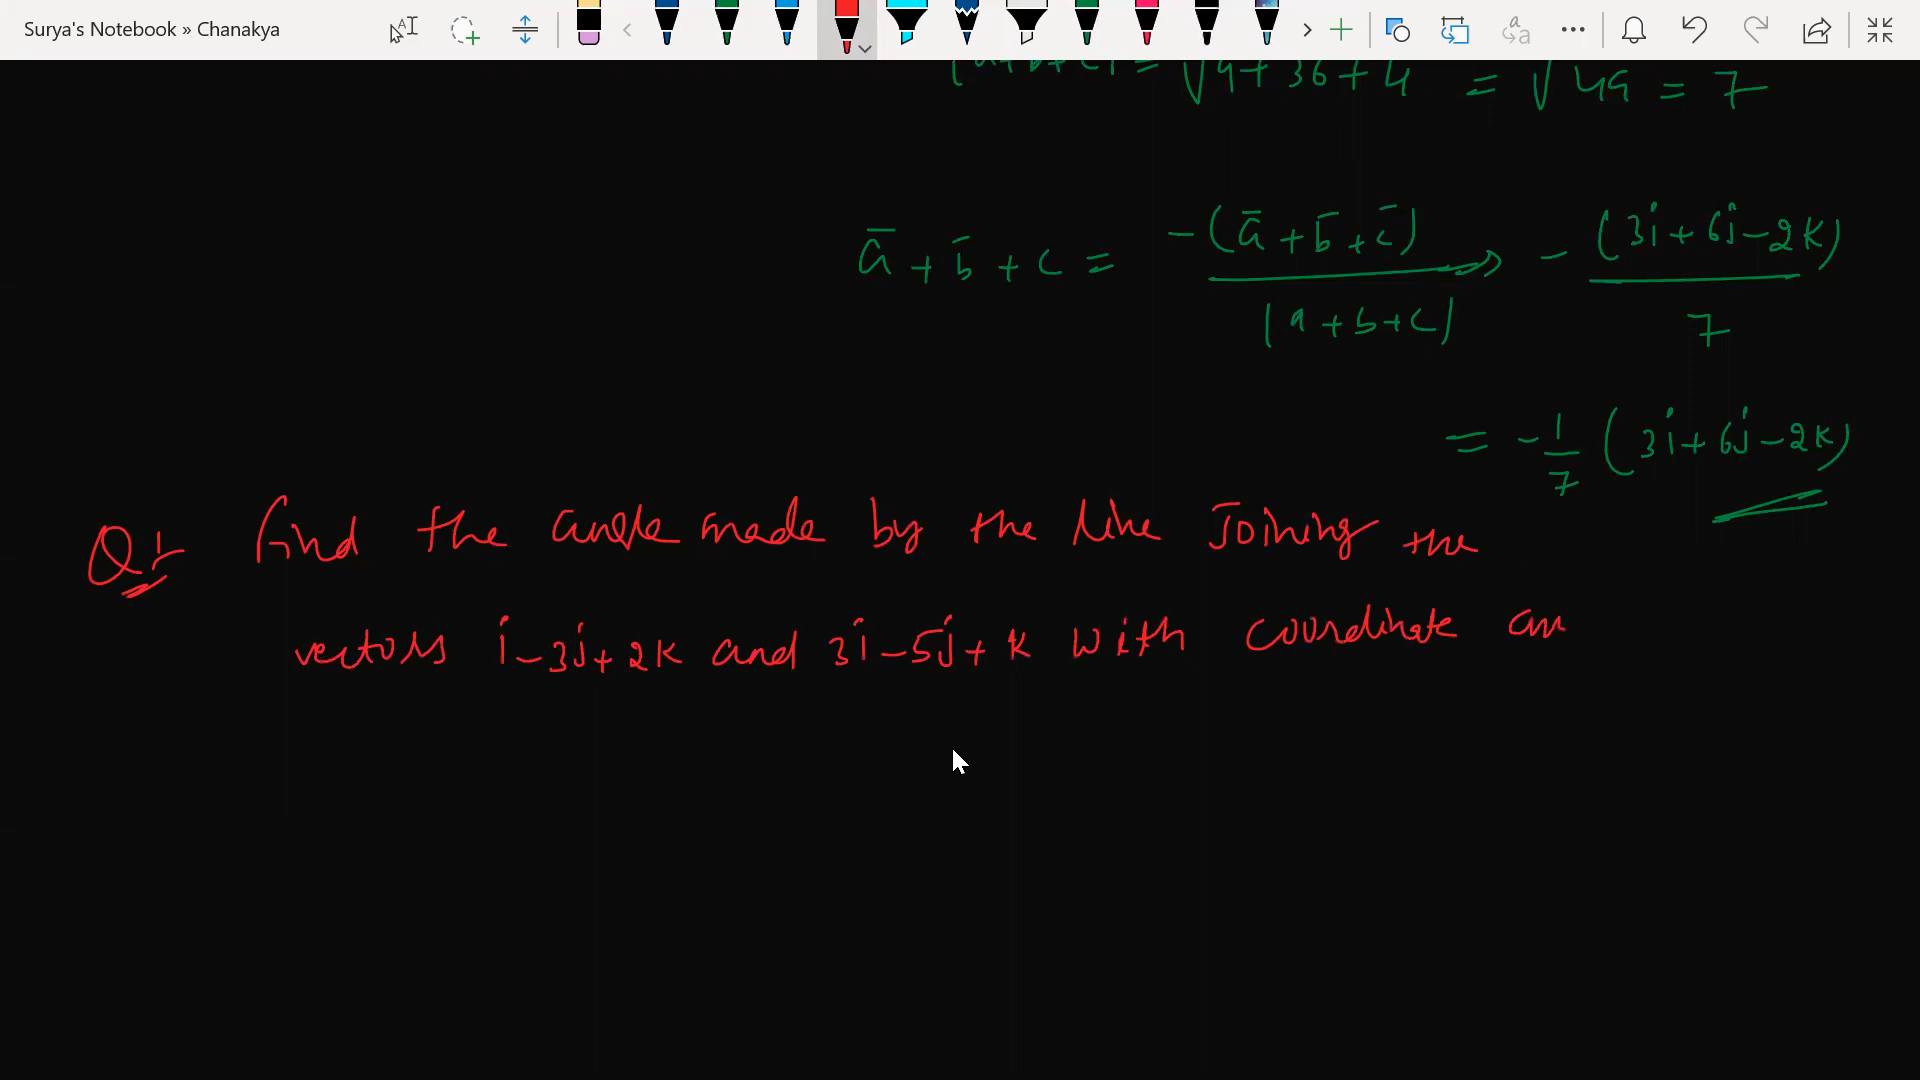 Surya's Notebook » Chanakya
|a+b+c| = √9+36+4 = √49 = 7
a̅ + b̅ + c = -(a̅+b̅+c̅) / |a+b+c| → -(3i+6j-2k) / 7
= -1/7 (3i+6j-2k)
Q1- find the angle made by the line Joining the
vectors i-3j+2k and 3i-5j+k with coordinate